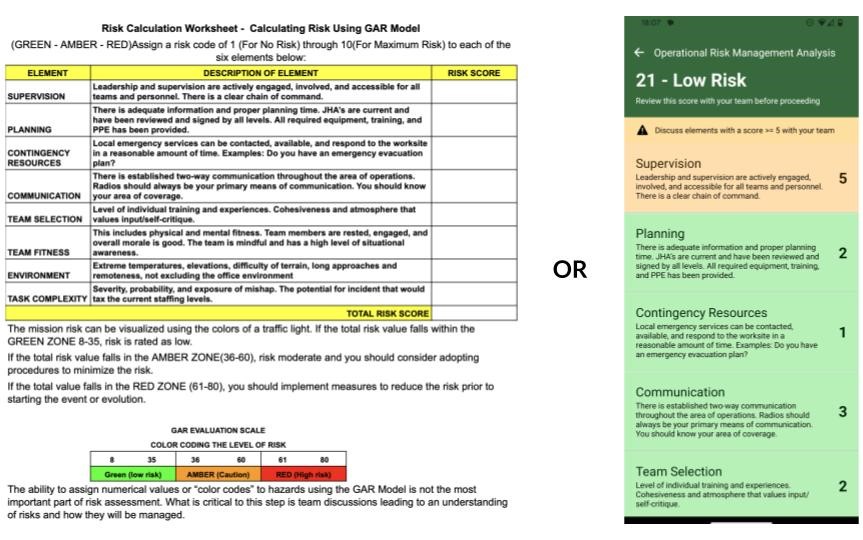 Risk Calculation Worksheet - Calculating Risk Using GAR Model
(GREEN - AMBER - RED)Assign a risk code of 1 (For No Risk) through 10(For Maximum Risk) to each of the
six elements below:
ELEMENT DESCRIPTION OF ELEMENT RISK SCORE
SUPERVISION
Leadership and supervision are actively engaged, involved, and accessible for all
teams and personnel. There is a clear chain of command.
PLANNING
There is adequate information and proper planning time. JHA's are current and
have been reviewed and signed by all levels. All required equipment, training, and
PPE has been provided.
CONTINGENCY
RESOURCES
Local emergency services can be contacted, available, and respond to the worksite
in a reasonable amount of time. Examples: Do you have an emergency evacuation
plan?
COMMUNICATION
There is established two-way communication throughout the area of operations.
Radios should always be your primary means of communication. You should know
your area of coverage.
TEAM SELECTION
Level of individual training and experiences. Cohesiveness and atmosphere that
values input/self-critique.
TEAM FITNESS
This includes physical and mental fitness. Team members are rested, engaged, and
overall morale is good. The team is mindful and has a high level of situational
awareness.
ENVIRONMENT
Extreme temperatures, elevations, difficulty of terrain, long approaches and
remoteness, not excluding the office environment
TASK COMPLEXITY
Severity, probability, and exposure of mishap. The potential for incident that would
tax the current staffing levels.
TOTAL RISK SCORE
The mission risk can be visualized using the colors of a traffic light. If the total risk value falls within the
GREEN ZONE 8-35, risk is rated as low.
If the total risk value falls in the AMBER ZONE(36-60), risk moderate and you should consider adopting
procedures to minimize the risk.
If the total value falls in the RED ZONE (61-80), you should implement measures to reduce the risk prior to
starting the event or evolution.
GAR EVALUATION SCALE
COLOR CODING THE LEVEL OF RISK
8 35 36 60 61 80
Green (low risk) AMBER (Caution) RED (High risk)
The ability to assign numerical values or “color codes” to hazards using the GAR Model is not the most
important part of risk assessment. What is critical to this step is team discussions leading to an understanding
of risks and how they will be managed.
OR
18:07
Operational Risk Management Analysis
21 - Low Risk
Review this score with your team before proceeding
Discuss elements with a score >= 5 with your team
Supervision
Leadership and supervision are actively engaged,
involved, and accessible for all teams and personnel.
There is a clear chain of command.
5
Planning
There is adequate information and proper planning
time. JHA's are current and have been reviewed and
signed by all levels. All required equipment, training,
and PPE has been provided.
2
Contingency Resources
Local emergency services can be contacted,
available, and respond to the worksite in a
reasonable amount of time. Examples: Do you have
an emergency evacuation plan?
1
Communication
There is established two-way communication
throughout the area of operations. Radios should
always be your primary means of communication.
You should know your area of coverage.
3
Team Selection
Level of individual training and experiences.
Cohesiveness and atmosphere that values input/
self-critique.
2